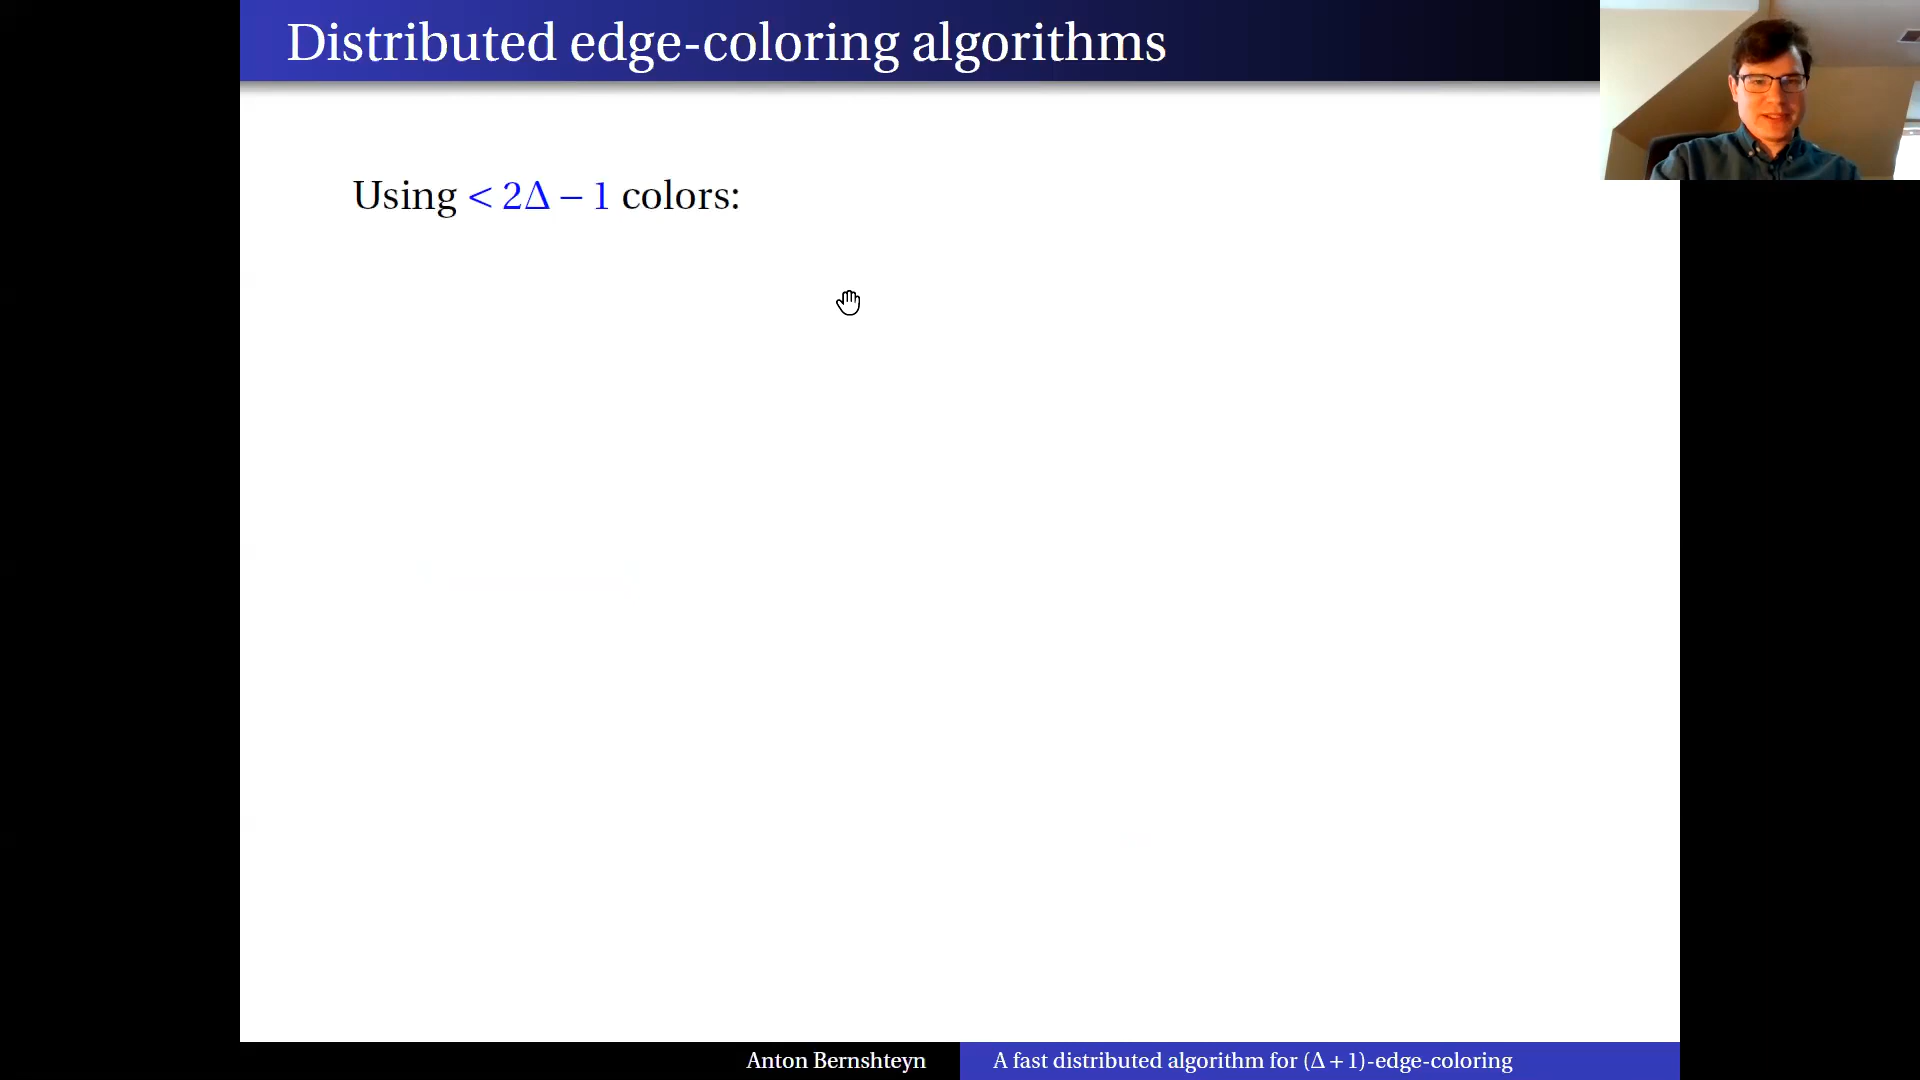 Distributed edge-coloring algorithms
Using < 2Δ − 1 colors:
Anton Bernshteyn
A fast distributed algorithm for (Δ + 1)-edge-coloring